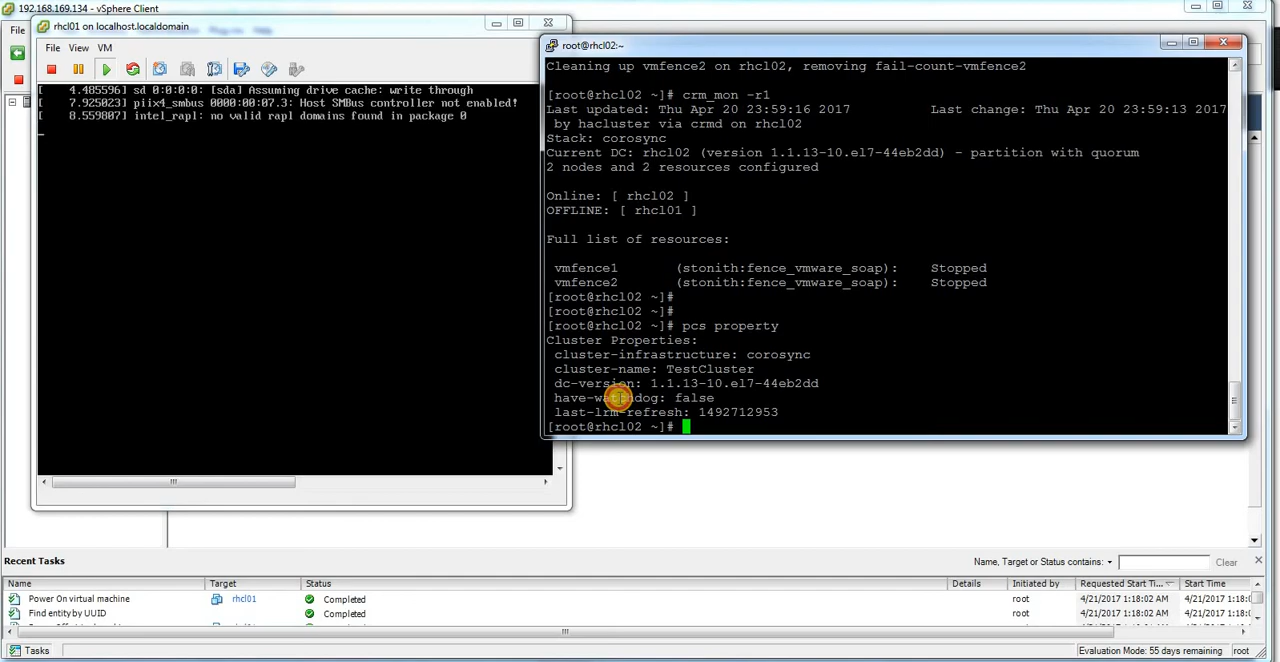 192.168.169.134 - vSphere Client
File
rhcl01 on localhost.localdomain
File View VM
[    4.485596] sd 0:0:0:0: [sda] Assuming drive cache: write through
[    7.925023] piix4_smbus 0000:00:07.3: Host SMBus controller not enabled!
[    8.559807] intel_rapl: no valid rapl domains found in package 0
root@rhcl02:~
Cleaning up vmfence2 on rhcl02, removing fail-count-vmfence2
[root@rhcl02 ~]# crm_mon -r1
Last updated: Thu Apr 20 23:59:16 2017          Last change: Thu Apr 20 23:59:13 2017
by hacluster via crmd on rhcl02
Stack: corosync
Current DC: rhcl02 (version 1.1.13-10.el7-44eb2dd) - partition with quorum
2 nodes and 2 resources configured
Online: [ rhcl02 ]
OFFLINE: [ rhcl01 ]
Full list of resources:
vmfence1       (stonith:fence_vmware_soap):    Stopped
vmfence2       (stonith:fence_vmware_soap):    Stopped
[root@rhcl02 ~]#
[root@rhcl02 ~]#
[root@rhcl02 ~]# pcs property
Cluster Properties:
cluster-infrastructure: corosync
cluster-name: TestCluster
dc-version: 1.1.13-10.el7-44eb2dd
have-watchdog: false
last-lrm-refresh: 1492712953
[root@rhcl02 ~]#
Recent Tasks
Name, Target or Status contains: Clear
Name Target Status Details Initiated by Requested Start Ti... Start Time
Power On virtual machine rhcl01 Completed root 4/21/2017 1:18:02 AM 4/21/2017 1:18:0
Find entity by UUID Completed root 4/21/2017 1:18:02 AM 4/21/2017 1:18:0
Tasks Evaluation Mode: 55 days remaining root